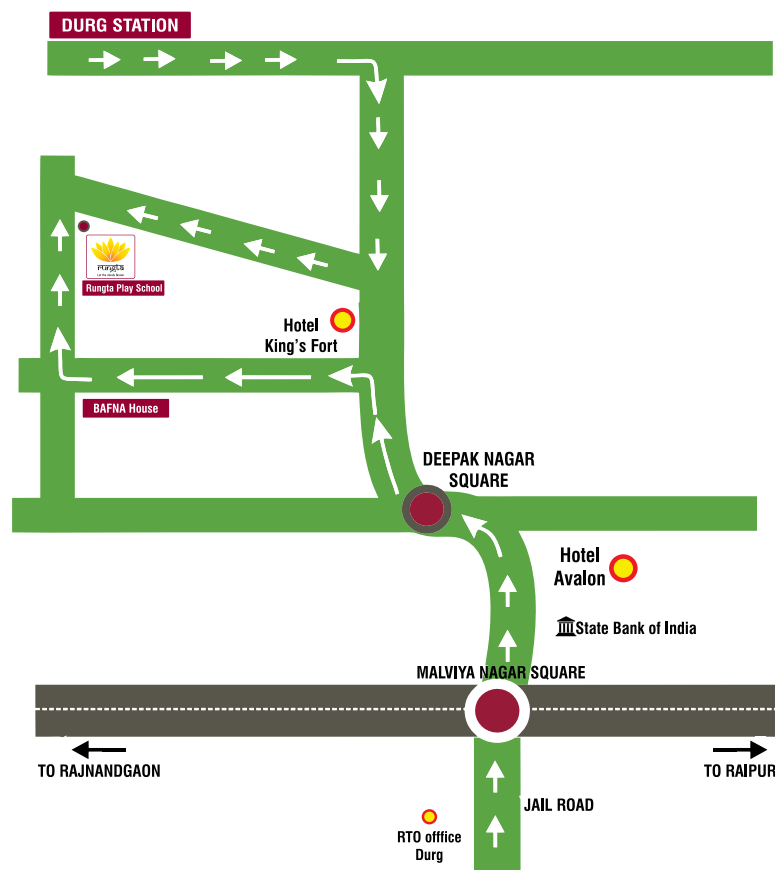 DURG STATION
rungta
Rungta Play School
Hotel
King's Fort
BAFNA House
DEEPAK NAGAR
SQUARE
Hotel
Avalon
State Bank of India
MALVIYA NAGAR SQUARE
TO RAJNANDGAON
TO RAIPUR
JAIL ROAD
RTO offfice
Durg